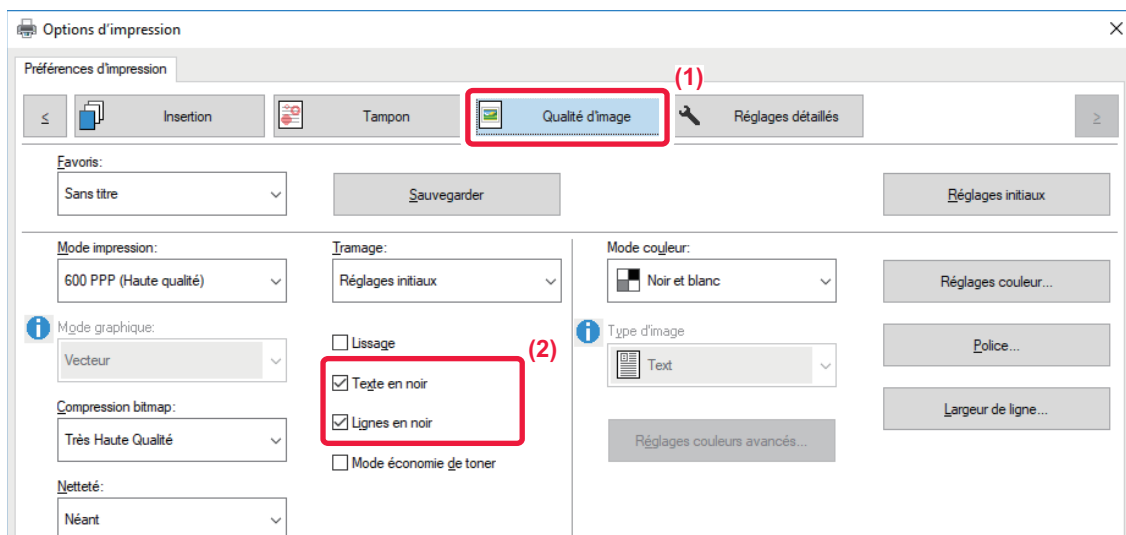 Options d'impression
Préférences d'impression
(1)
<
Insertion
Tampon
Qualité d'image
Réglages détaillés
>
Favoris:
Sans titre
Sauvegarder
Réglages initiaux
Mode impression:
Tramage:
Mode couleur:
600 PPP (Haute qualité)
Réglages initiaux
Noir et blanc
Réglages couleur...
Mode graphique:
Vecteur
Lissage
(2)
Type d'image
Text
Police...
Texte en noir
Compression bitmap:
Très Haute Qualité
Lignes en noir
Largeur de ligne...
Réglages couleurs avancés...
Mode économie de toner
Netteté:
Néant